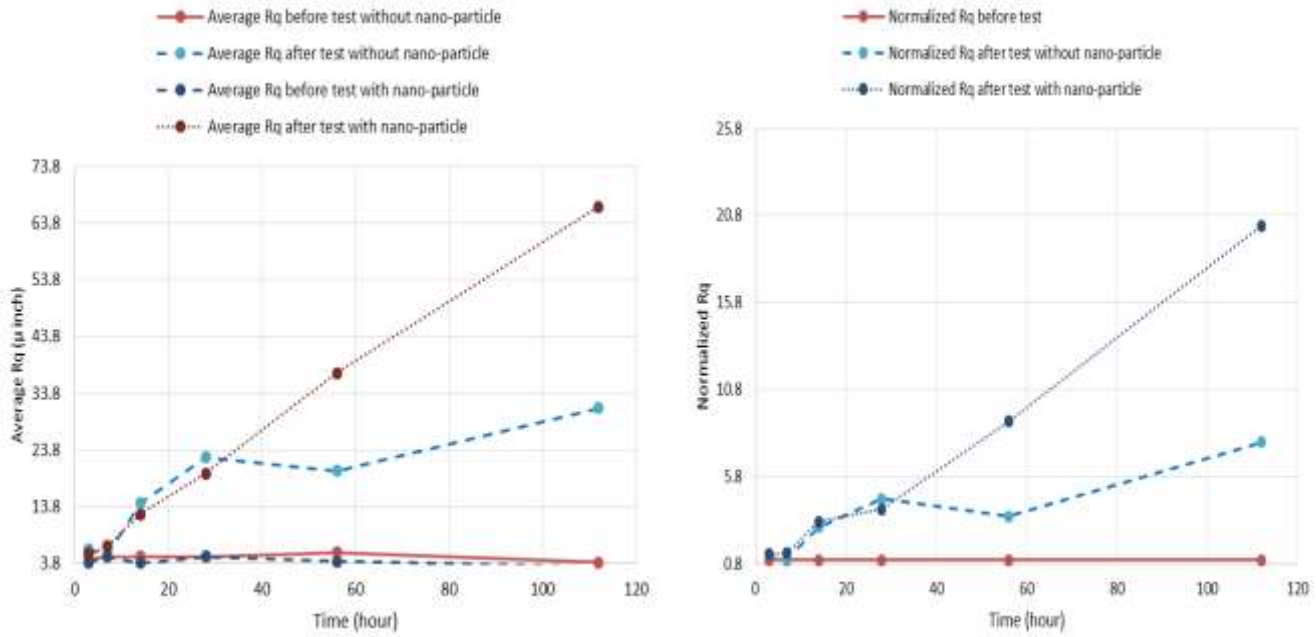 Average Rq before test without nano-particle
Average Rq after test without nano-particle
Average Rq before test with nano-particle
Average Rq after test with nano-particle
73.8
63.8
53.8
43.8
33.8
23.8
13.8
3.8
Average Rq (µ inch)
0 20 40 60 80 100 120
Time (hour)
Normalized Rq before test
Normalized Rq after test without nano-particle
Normalized Rq after test with nano-particle
25.8
20.8
15.8
10.8
5.8
0.8
Normalized Rq
0 20 40 60 80 100 120
Time (hour)